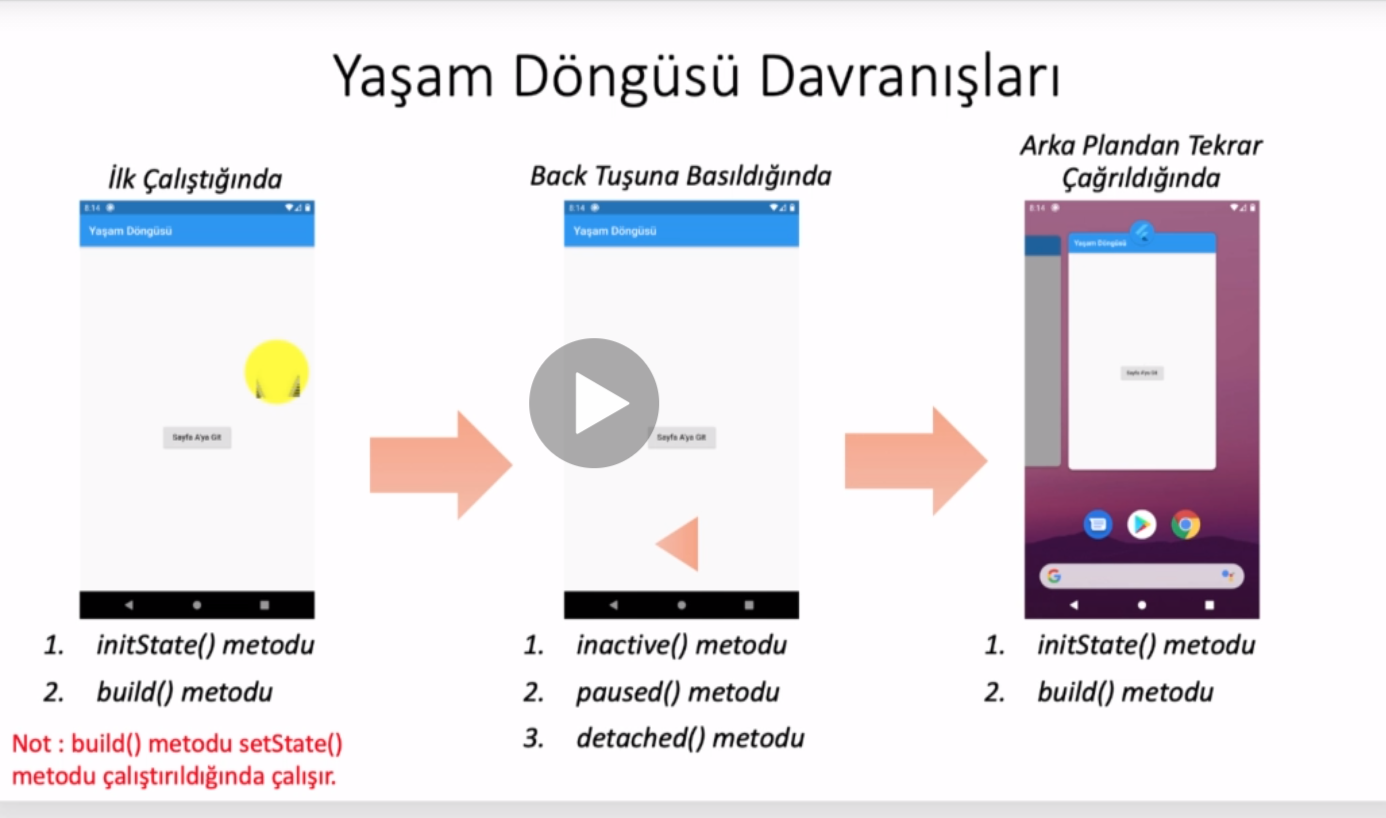 Yaşam Döngüsü Davranışları
İlk Çalıştığında
8:14
Yaşam Döngüsü
Sayfa A'ya Git
1. initState() metodu
2. build() metodu
Not : build() metodu setState()
metodu çalıştırıldığında çalışır.
Back Tuşuna Basıldığında
8:14
Yaşam Döngüsü
Sayfa A'ya Git
1. inactive() metodu
2. paused() metodu
3. detached() metodu
Arka Plandan Tekrar
Çağrıldığında
8:14
Yaşam Döngüsü
Sayfa A'ya Git
1. initState() metodu
2. build() metodu